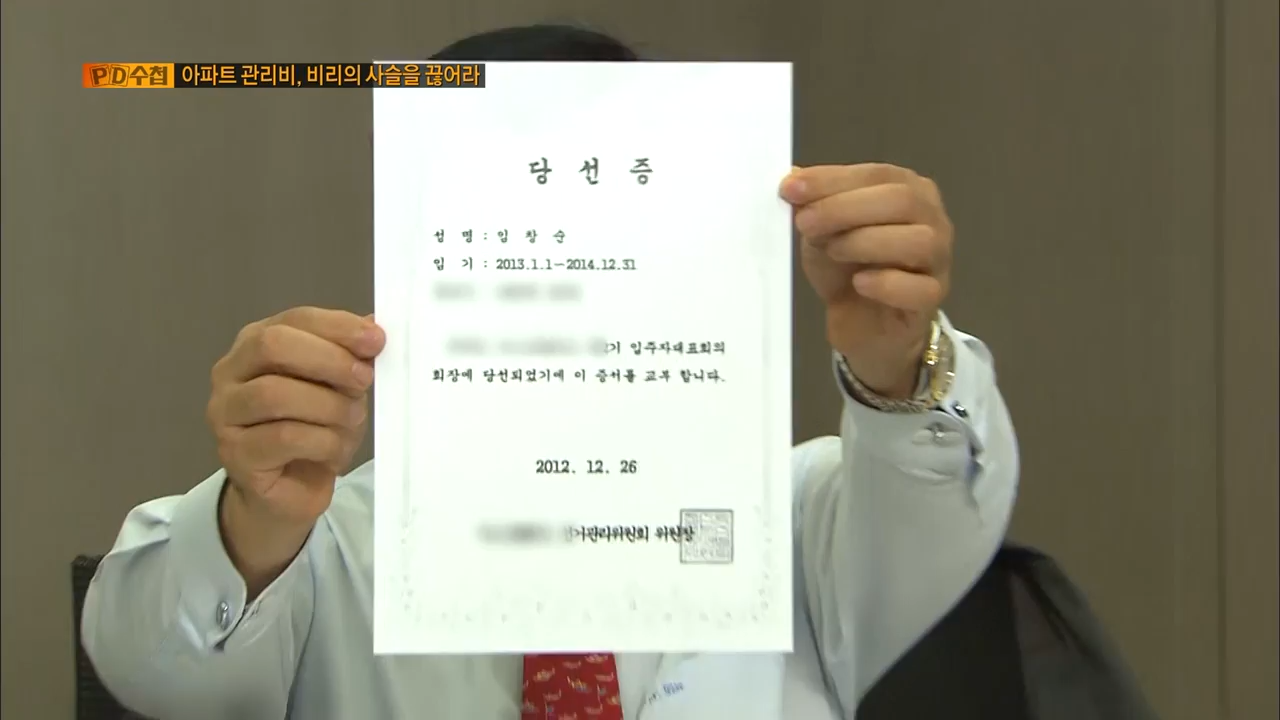 PD수첩 아파트 관리비, 비리의 사슬을 끊어라
당 선 증
성 명 : 임 창 순
임 기 : 2013.1.1-2014.12.31
기 입주자대표회의
회장에 당선되었기에 이 증서를 교부 합니다.
2012. 12. 26
거관리위원회 위원장